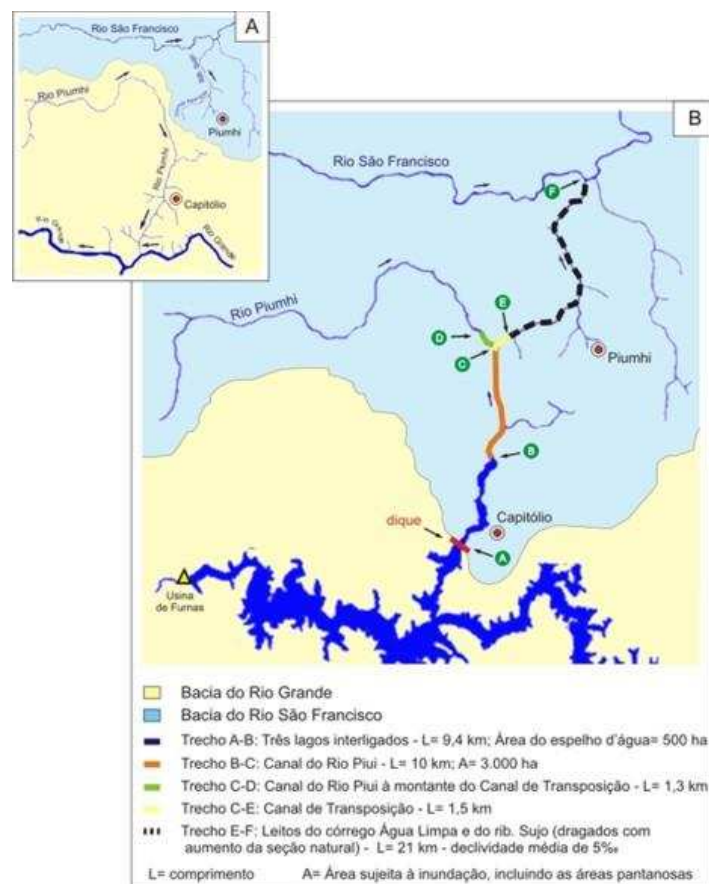 A
Rio São Francisco
Rio Piumhi
Piumhi
Rio Piumhi
Capitólio
Rio Grande
Rio Grande
B
Rio São Francisco
F
Rio Piumhi
E
D
C
Piumhi
B
dique
Capitólio
A
Usina
de Furnas
Bacia do Rio Grande
Bacia do Rio São Francisco
Trecho A-B: Três lagos interligados - L= 9,4 km; Área do espelho d'água= 500 ha
Trecho B-C: Canal do Rio Piui - L= 10 km; A= 3.000 ha
Trecho C-D: Canal do Rio Piui à montante do Canal de Transposição - L= 1,3 km
Trecho C-E: Canal de Transposição - L= 1,5 km
Trecho E-F: Leitos do córrego Água Limpa e do rib. Sujo (dragados com
aumento da seção natural) - L= 21 km - declividade média de 5‰
L= comprimento A= Área sujeita à inundação, incluindo as áreas pantanosas